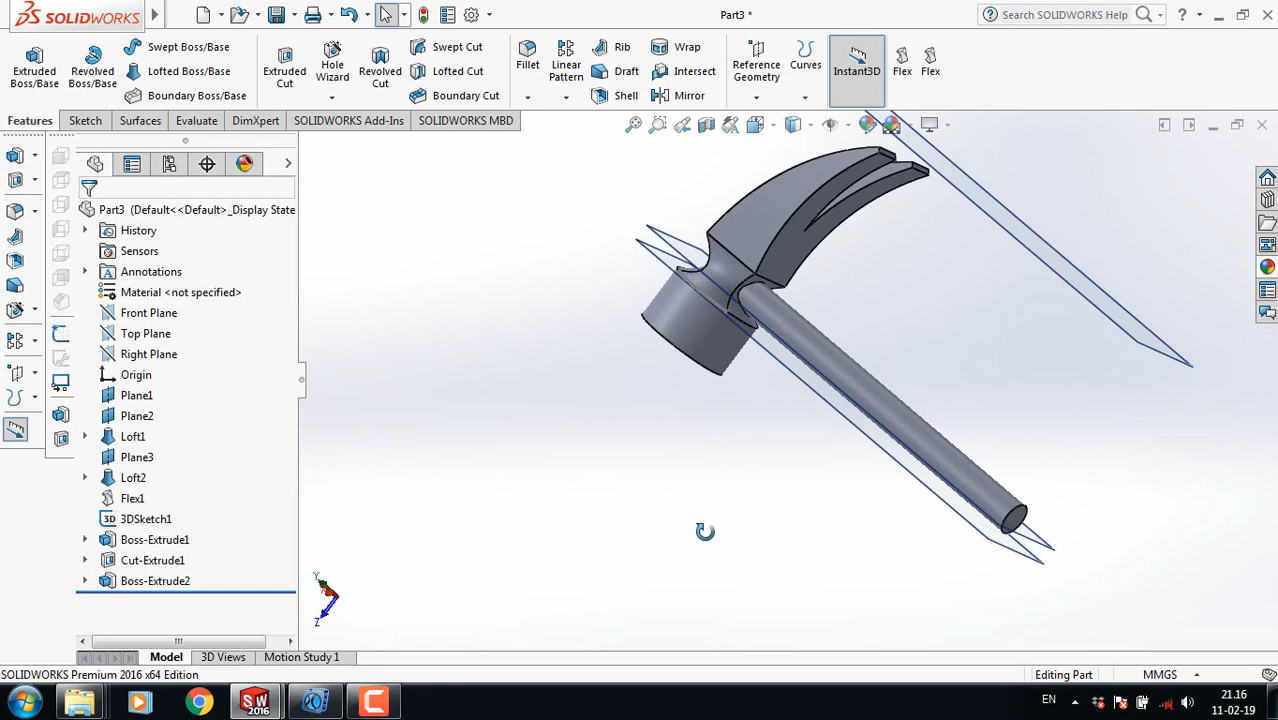 SOLIDWORKS
Part3 *
Search SOLIDWORKS Help
Extruded Boss/Base
Revolved Boss/Base
Swept Boss/Base
Lofted Boss/Base
Boundary Boss/Base
Extruded Cut
Hole Wizard
Revolved Cut
Swept Cut
Lofted Cut
Boundary Cut
Fillet
Linear Pattern
Rib
Draft
Shell
Wrap
Intersect
Mirror
Reference Geometry
Curves
Instant3D
Flex
Flex
Features
Sketch
Surfaces
Evaluate
DimXpert
SOLIDWORKS Add-Ins
SOLIDWORKS MBD
Part3 (Default<<Default>_Display State
History
Sensors
Annotations
Material <not specified>
Front Plane
Top Plane
Right Plane
Origin
Plane1
Plane2
Loft1
Plane3
Loft2
Flex1
3D 3DSketch1
Boss-Extrude1
Cut-Extrude1
Boss-Extrude2
Y
Z
Model
3D Views
Motion Study 1
SOLIDWORKS Premium 2016 x64 Edition
Editing Part
MMGS
SW 2016
EN
21.16
11-02-19